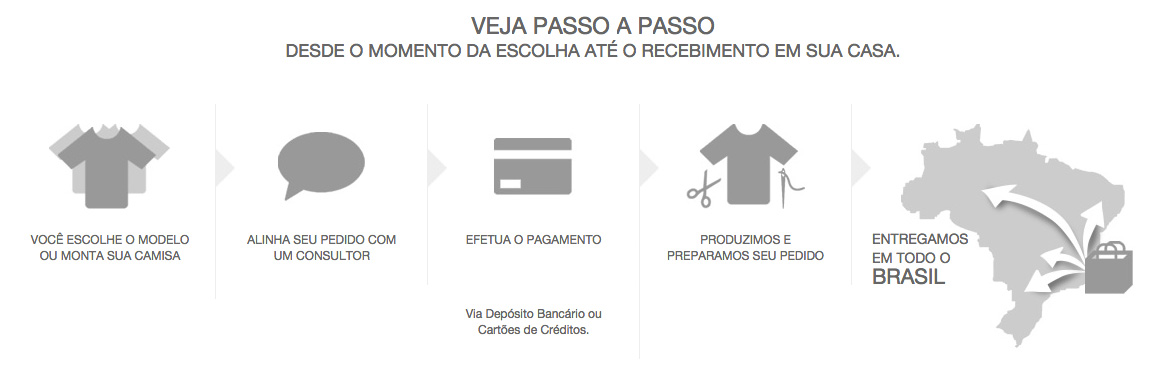 VEJA PASSO A PASSO
DESDE O MOMENTO DA ESCOLHA ATÉ O RECEBIMENTO EM SUA CASA.
VOCÊ ESCOLHE O MODELO
OU MONTA SUA CAMISA
ALINHA SEU PEDIDO COM
UM CONSULTOR
EFETUA O PAGAMENTO
Via Depósito Bancário ou
Cartões de Créditos.
PRODUZIMOS E
PREPARAMOS SEU PEDIDO
ENTREGAMOS
EM TODO O
BRASIL